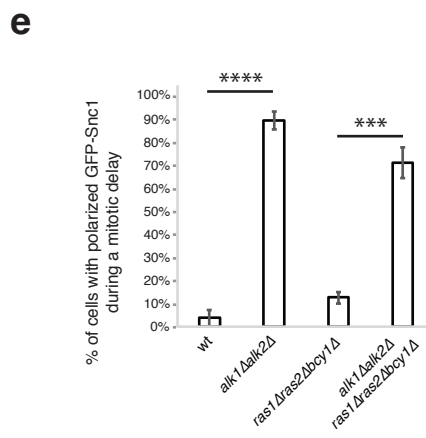 e
% of cells with polarized GFP-Snc1
during a mitotic delay
****
***
100%
90%
80%
70%
60%
50%
40%
30%
20%
10%
0%
wt
alk1Δalk2Δ
ras1Δras2Δbcy1Δ
alk1Δalk2Δ
ras1Δras2Δbcy1Δ